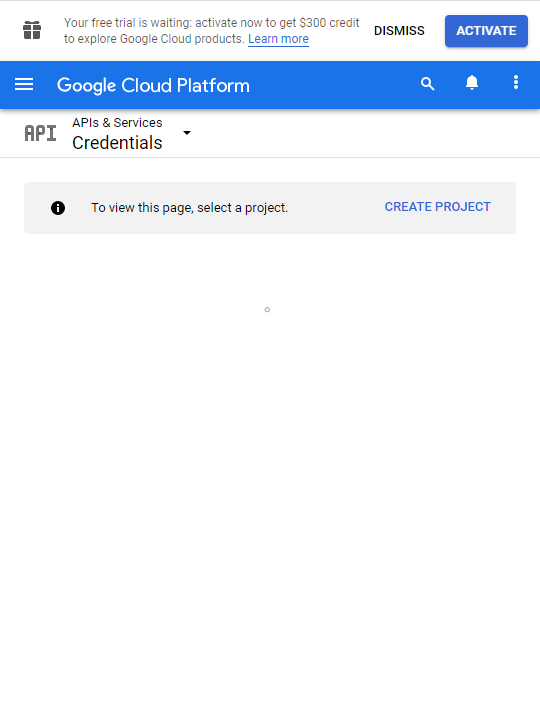 Your free trial is waiting: activate now to get $300 credit
to explore Google Cloud products. Learn more
DISMISS
ACTIVATE
Google Cloud Platform
API
APIs & Services
Credentials
To view this page, select a project.
CREATE PROJECT